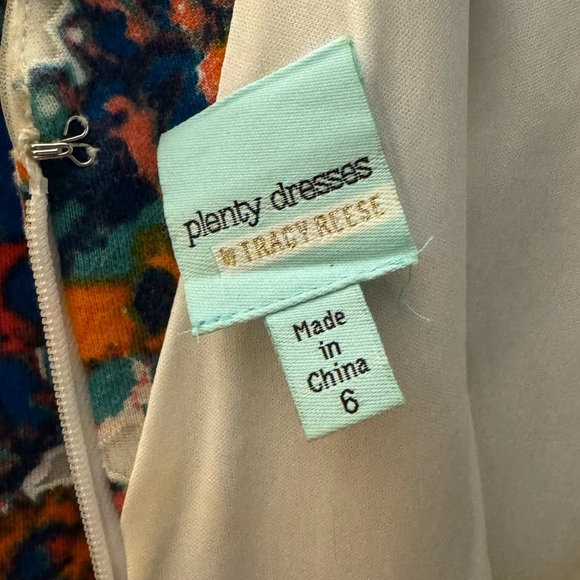 plenty dresses
by TRACY REESE
Made
in
China
6